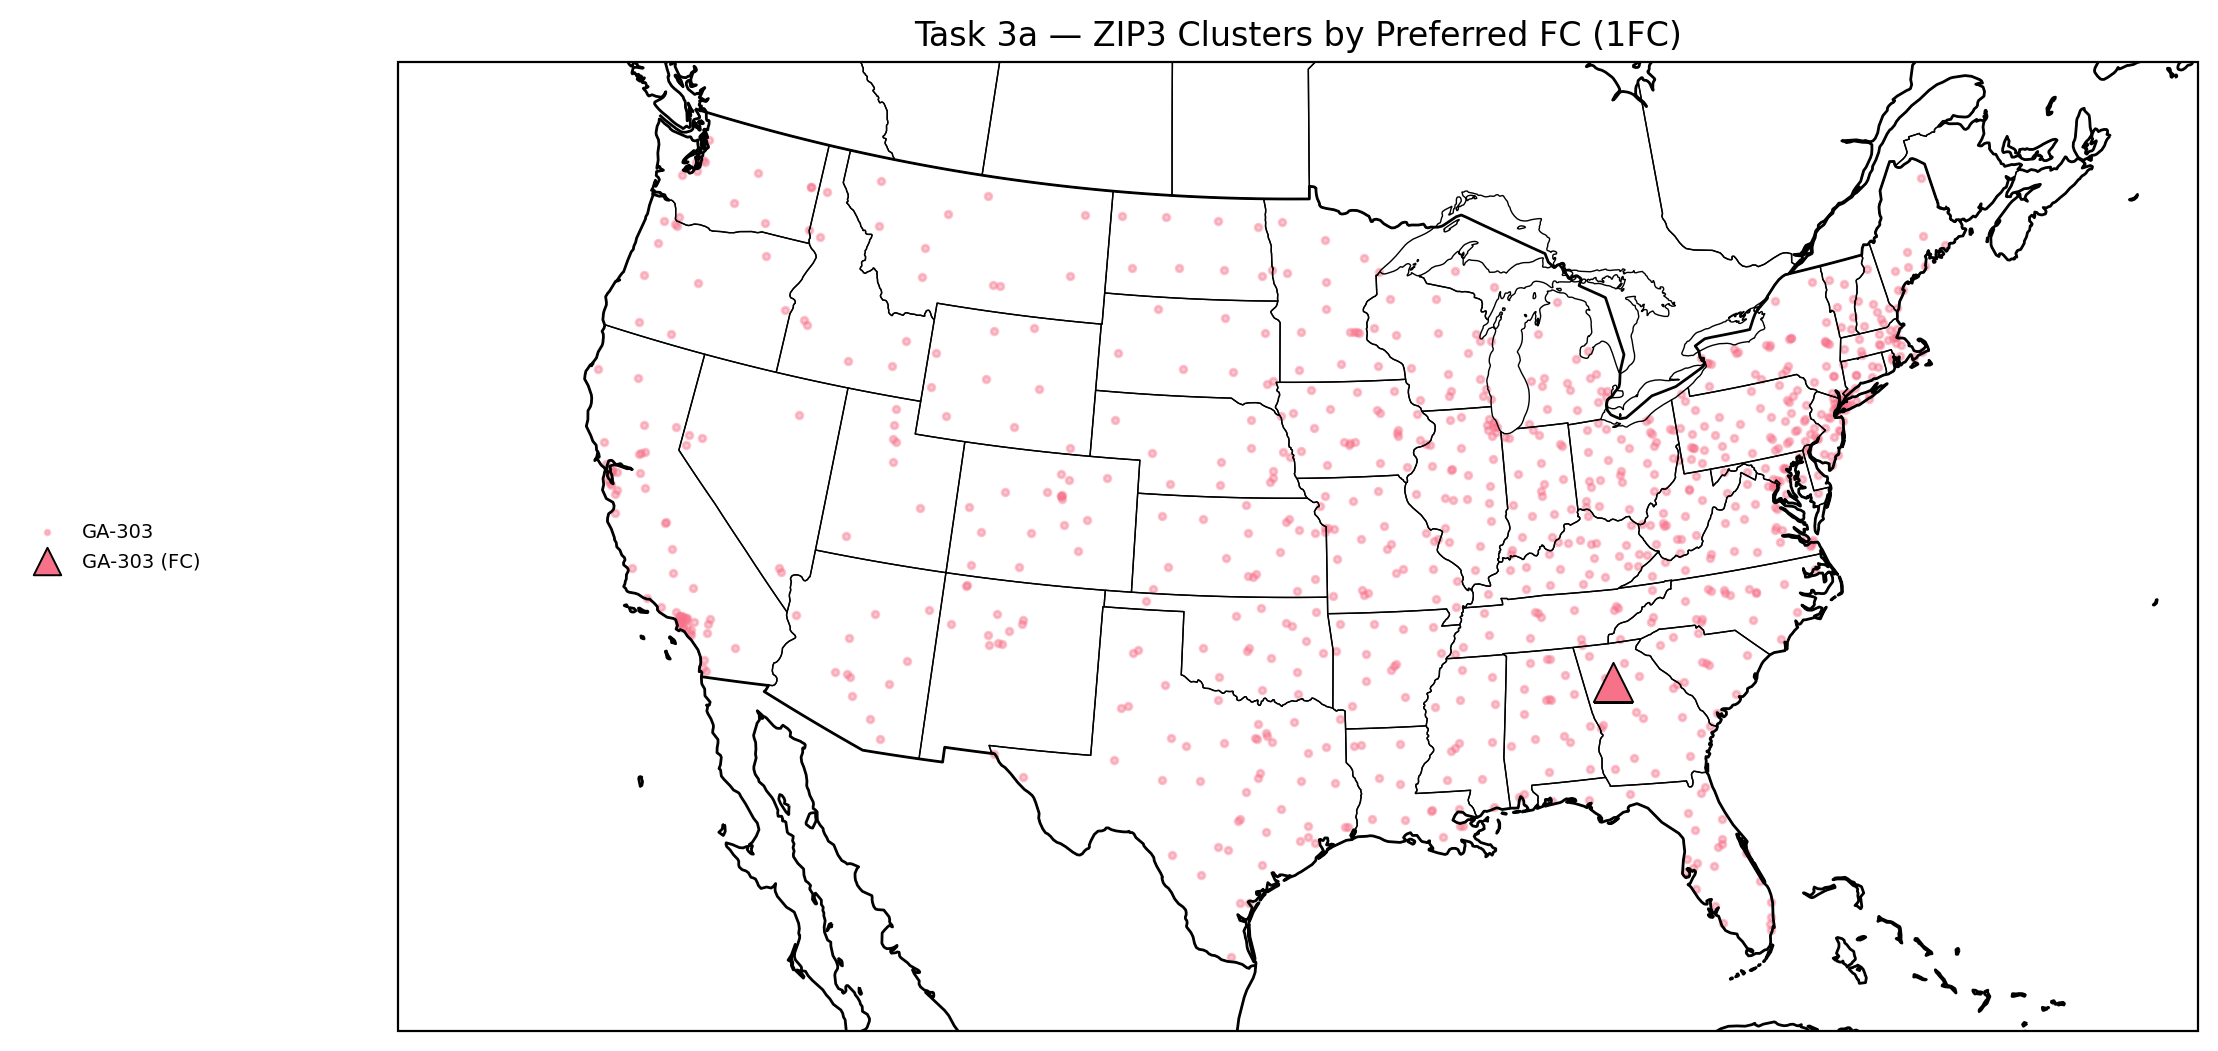 Task 3a — ZIP3 Clusters by Preferred FC (1FC)
GA-303
GA-303 (FC)